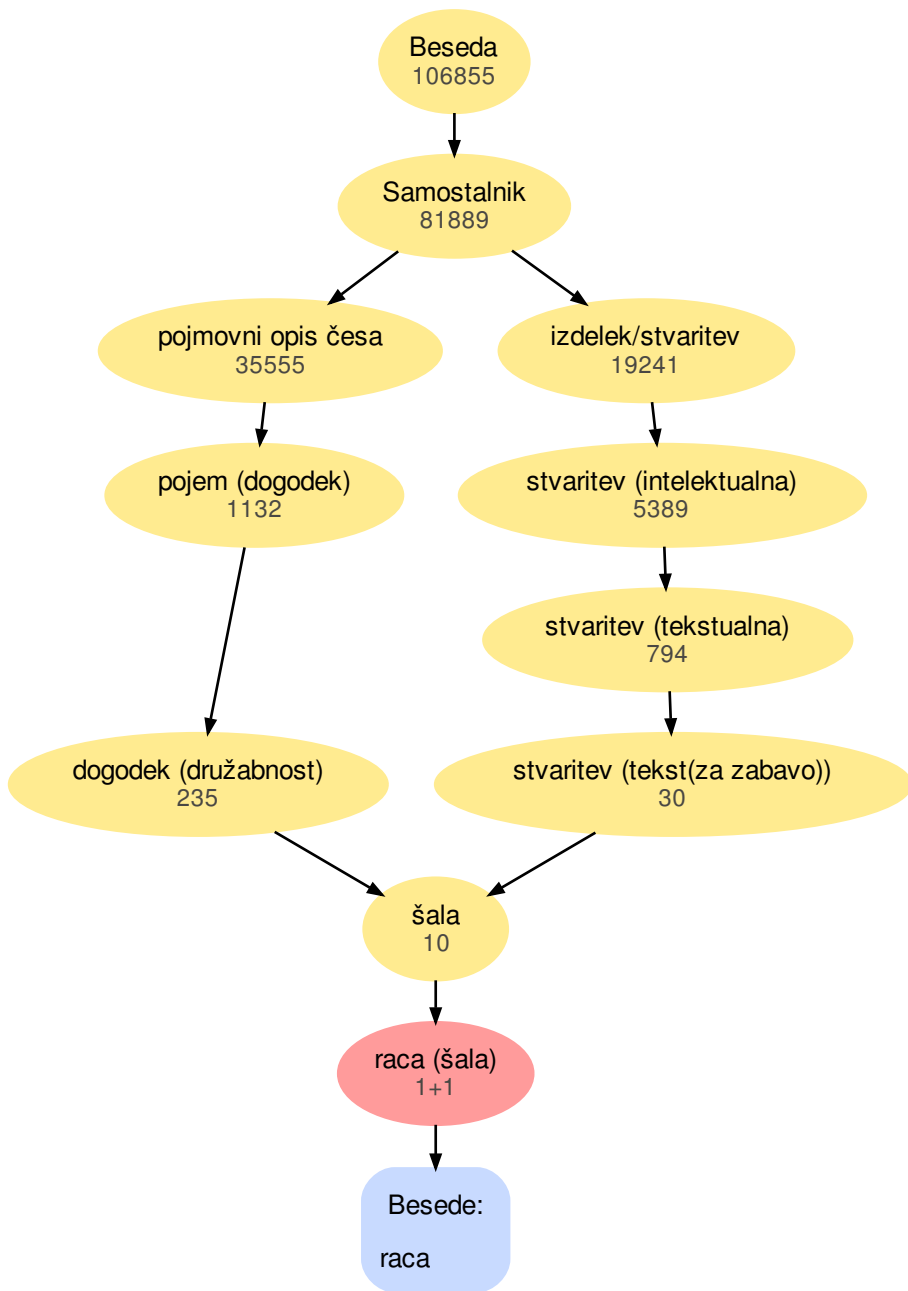 Beseda
106855
Samostalnik
81889
pojmovni opis česa
35555
izdelek/stvaritev
19241
pojem (dogodek)
1132
stvaritev (intelektualna)
5389
stvaritev (tekstualna)
794
dogodek (družabnost)
235
stvaritev (tekst(za zabavo))
30
šala
10
raca (šala)
1+1
Besede:
raca